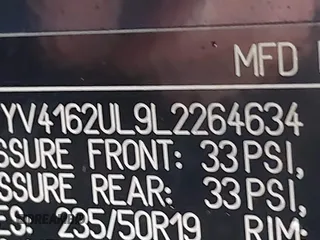 MFD
YV4162UL9L2264634
SSURE FRONT: 33PSI,
SSURE REAR: 33PSI,
ES: 235/50R19 RIM: